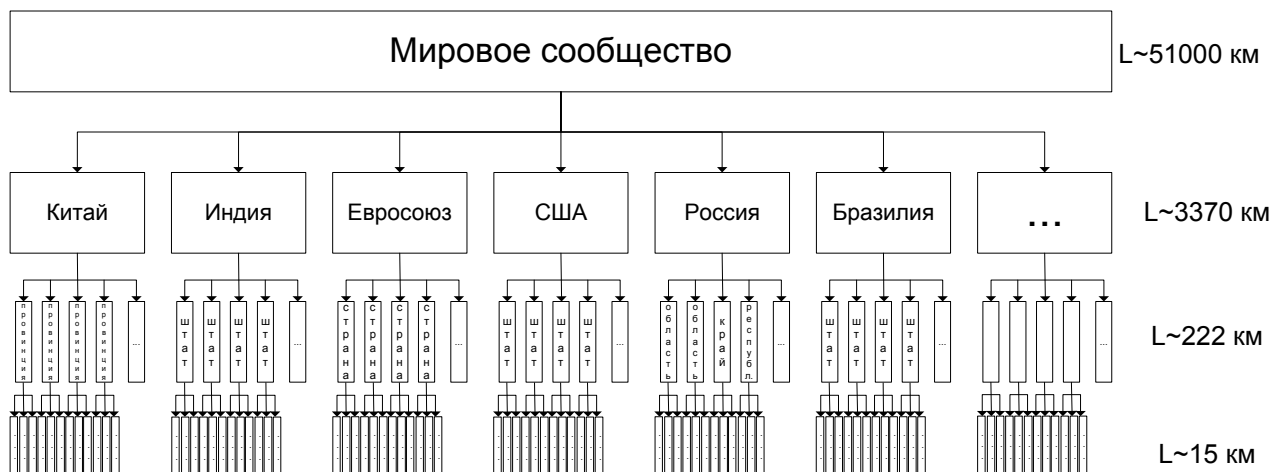 Мировое сообщество
L~51000 км
Китай
Индия
Евросоюз
США
Россия
Бразилия
...
L~3370 км
провинция
провинция
провинция
провинция
...
штат
штат
штат
штат
...
страна
страна
страна
страна
...
штат
штат
штат
штат
...
область
область
край
республ.
...
штат
штат
штат
штат
...
...
L~222 км
L~15 км